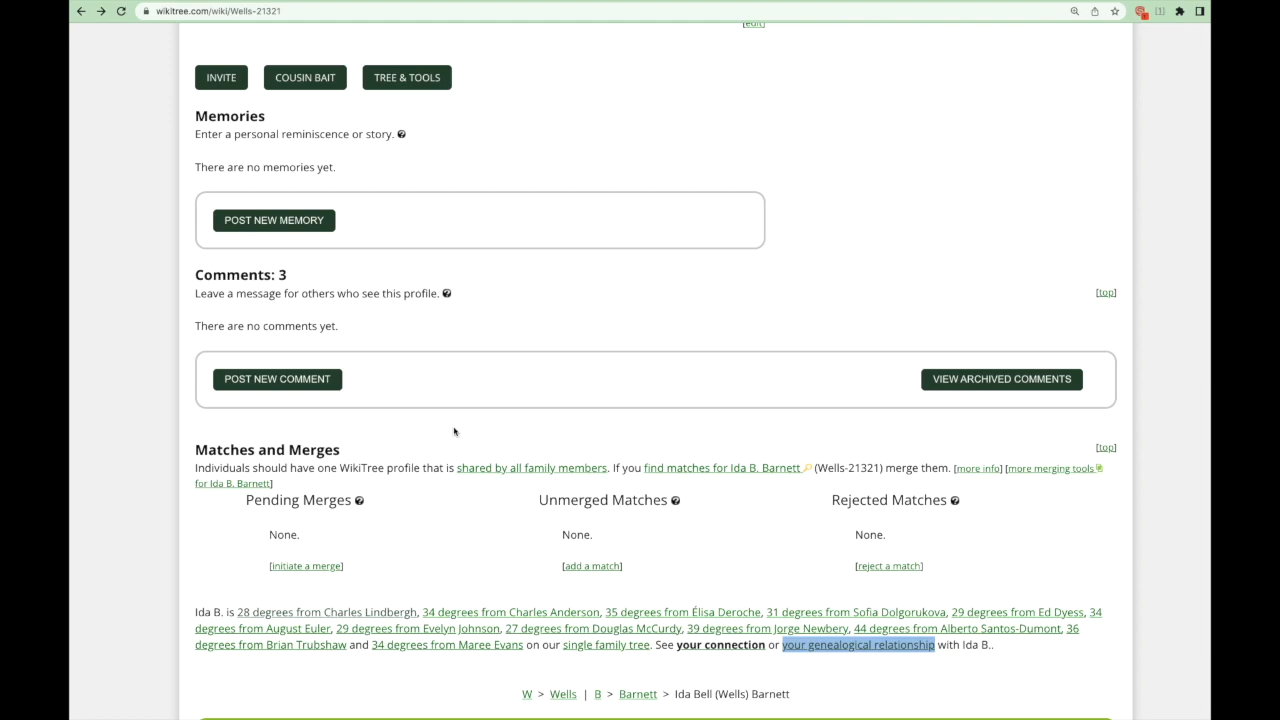 wikitree.com/wiki/Wells-21321
[edit]
INVITE COUSIN BAIT TREE & TOOLS
Memories
Enter a personal reminiscence or story.
There are no memories yet.
POST NEW MEMORY
Comments: 3
Leave a message for others who see this profile. [top]
There are no comments yet.
POST NEW COMMENT VIEW ARCHIVED COMMENTS
Matches and Merges [top]
Individuals should have one WikiTree profile that is shared by all family members. If you find matches for Ida B. Barnett (Wells-21321) merge them. [more info] [more merging tools
for Ida B. Barnett]
Pending Merges Unmerged Matches Rejected Matches
None. None. None.
[initiate a merge] [add a match] [reject a match]
Ida B. is 28 degrees from Charles Lindbergh, 34 degrees from Charles Anderson, 35 degrees from Élisa Deroche, 31 degrees from Sofia Dolgorukova, 29 degrees from Ed Dyess, 34
degrees from August Euler, 29 degrees from Evelyn Johnson, 27 degrees from Douglas McCurdy, 39 degrees from Jorge Newbery, 44 degrees from Alberto Santos-Dumont, 36
degrees from Brian Trubshaw and 34 degrees from Maree Evans on our single family tree. See your connection or your genealogical relationship with Ida B..
W > Wells | B > Barnett > Ida Bell (Wells) Barnett